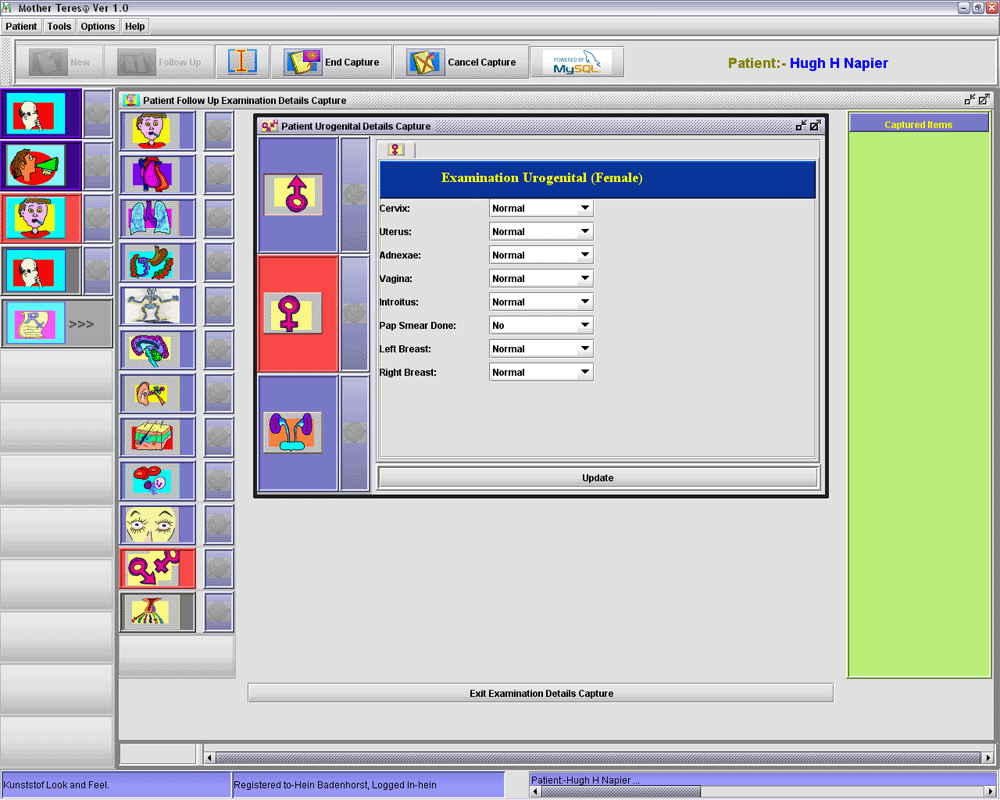 Mother Teres@ Ver 1.0
Patient Tools Options Help
New Follow Up End Capture Cancel Capture POWERED BY MySQL Patient:- Hugh H Napier
Patient Follow Up Examination Details Capture
Patient Urogenital Details Capture
Captured Items
Examination Urogenital (Female)
Cervix: Normal
Uterus: Normal
Adnexae: Normal
Vagina: Normal
Introitus: Normal
Pap Smear Done: No
Left Breast: Normal
Right Breast: Normal
>>>
Update
Exit Examination Details Capture
Kunststof Look and Feel. Registered to-Hein Badenhorst, Logged In-hein Patient:-Hugh H Napier ...